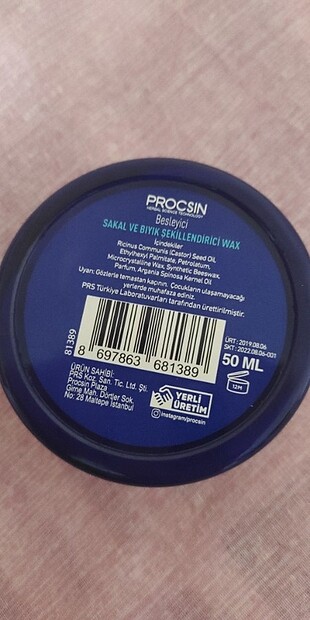 PROCSIN
HERBAL SCIENCE TECHNOLOGY
Besleyici
SAKAL VE BIYIK ŞEKİLLENDİRİCİ WAX
İçindekiler
Ricinus Communis (Castor) Seed Oil,
Ethylhexyl Palmitate, Petrolatum,
Microcrystalline Wax, Synthetic Beeswax,
Parfum, Argania Spinosa Kernel Oil
Uyarı: Gözlerle temastan kaçının. Çocukların ulaşamayacağı
yerlerde muhafaza ediniz.
PRS Türkiye Laboratuvarları tarafından ürettirilmiştir.
81389
8 697863 681389
ÜRT: 2019.08.06
SKT: 2022.08.06-001
50 ML
12M
ÜRÜN SAHİBİ:
PRS Koz. San. Tic. Ltd. Şti.
Procsin Plaza
Girne Mah. Dörtler Sok.
No: 28 Maltepe İstanbul
YERLİ
ÜRETİM
instagram/procsin